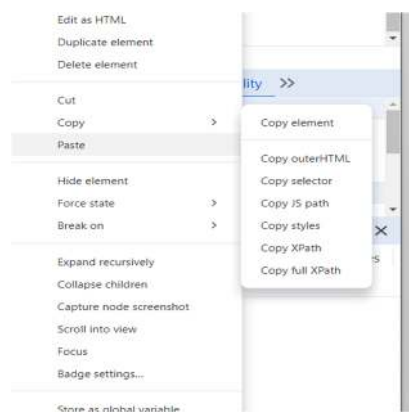 Edit as HTML
Duplicate element
Delete element
lity
Cut
Copy
Paste
Hide element
Force state
Break on
Expand recursively
Collapse children
Capture node screenshot
Scroll into view
Focus
Badge settings...
Store as global variable
Copy element
Copy outerHTML
Copy selector
Copy JS path
Copy styles
Copy XPath
Copy full XPath
es